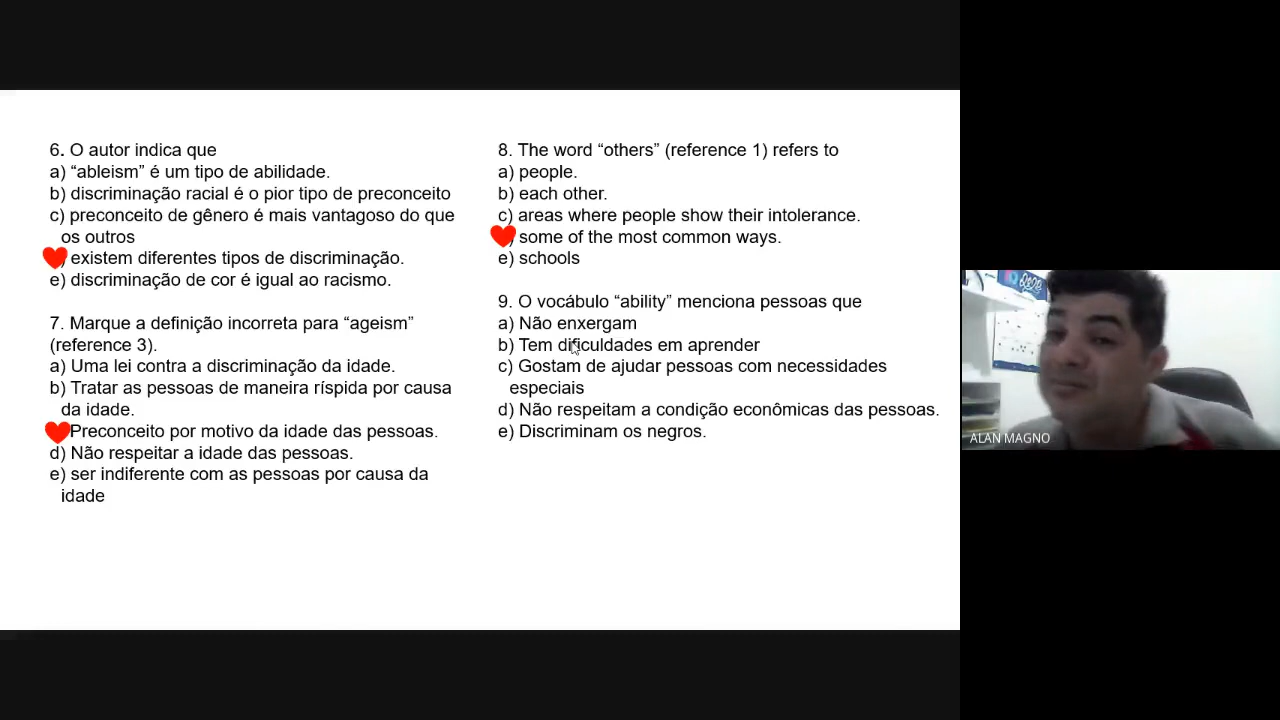 6. O autor indica que
a) “ableism” é um tipo de abilidade.
b) discriminação racial é o pior tipo de preconceito
c) preconceito de gênero é mais vantagoso do que
os outros
) existem diferentes tipos de discriminação.
e) discriminação de cor é igual ao racismo.
7. Marque a definição incorreta para “ageism”
(reference 3).
a) Uma lei contra a discriminação da idade.
b) Tratar as pessoas de maneira ríspida por causa
da idade.
Preconceito por motivo da idade das pessoas.
d) Não respeitar a idade das pessoas.
e) ser indiferente com as pessoas por causa da
idade
8. The word “others” (reference 1) refers to
a) people.
b) each other.
c) areas where people show their intolerance.
) some of the most common ways.
e) schools
9. O vocábulo “ability” menciona pessoas que
a) Não enxergam
b) Tem dificuldades em aprender
c) Gostam de ajudar pessoas com necessidades
especiais
d) Não respeitam a condição econômicas das pessoas.
e) Discriminam os negros.
ALAN MAGNO